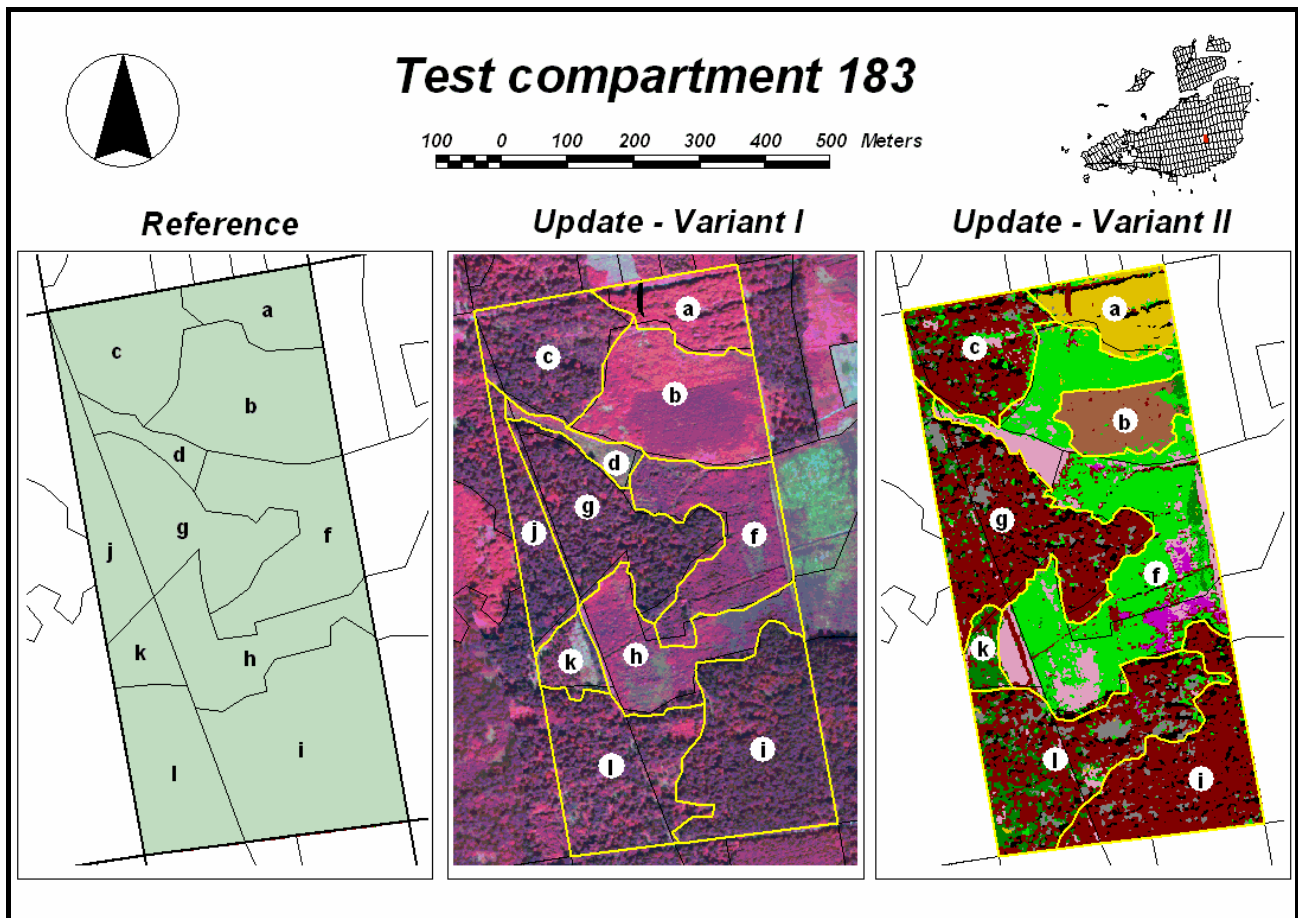 Test compartment 183
100 0 100 200 300 400 500 Meters
Reference
a
c
b
d
g
j
f
k
h
i
l
Update - Variant I
a
c
b
d
g
j
f
h
k
i
l
Update - Variant II
a
c
b
g
f
k
l
i